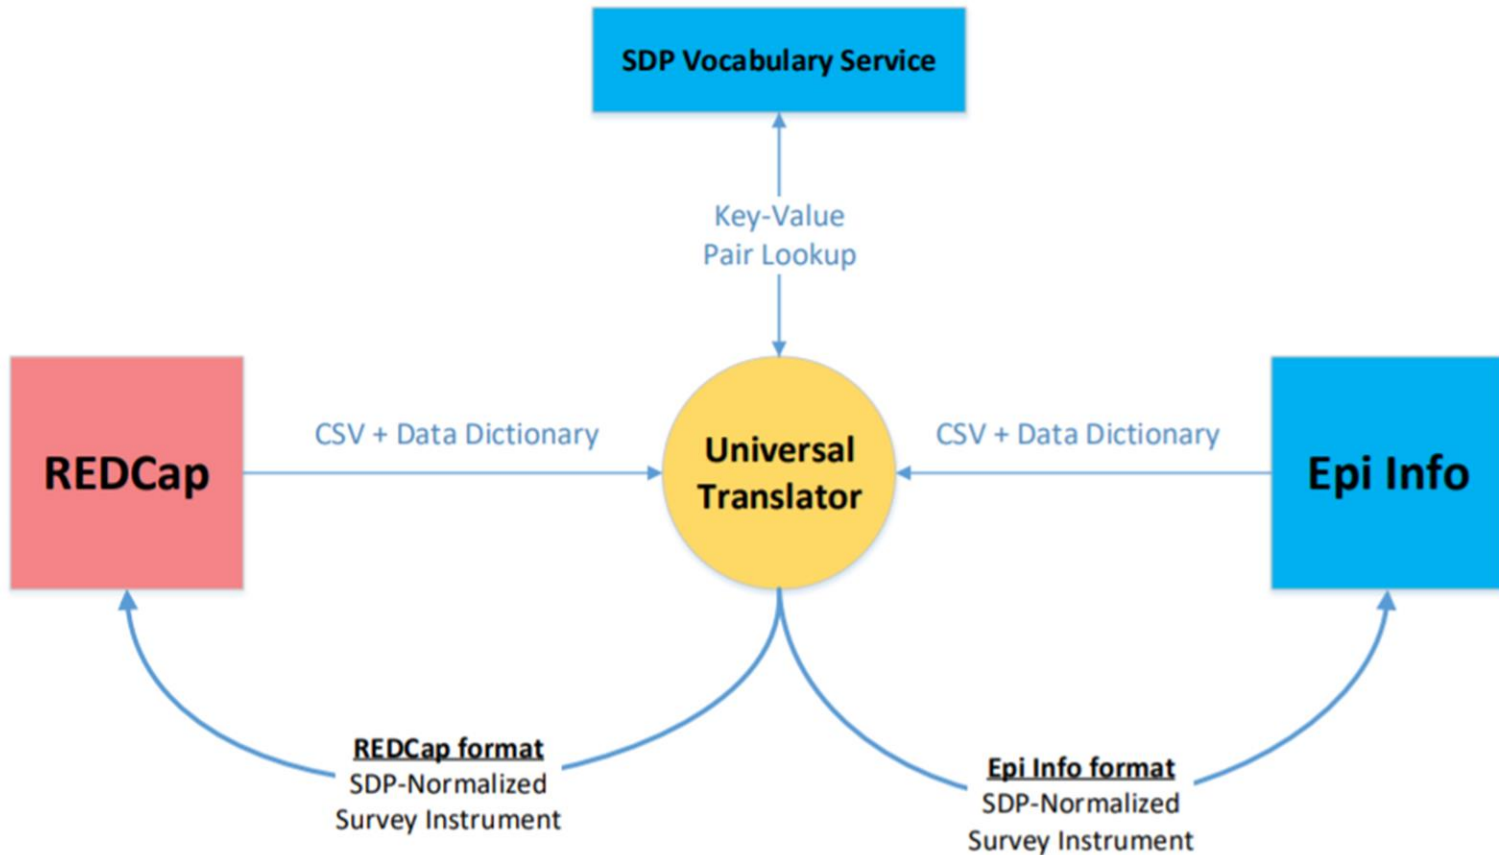 SDP Vocabulary Service
Key-Value
Pair Lookup
REDCap
CSV + Data Dictionary
Universal
Translator
CSV + Data Dictionary
Epi Info
REDCap format
SDP-Normalized
Survey Instrument
Epi Info format
SDP-Normalized
Survey Instrument